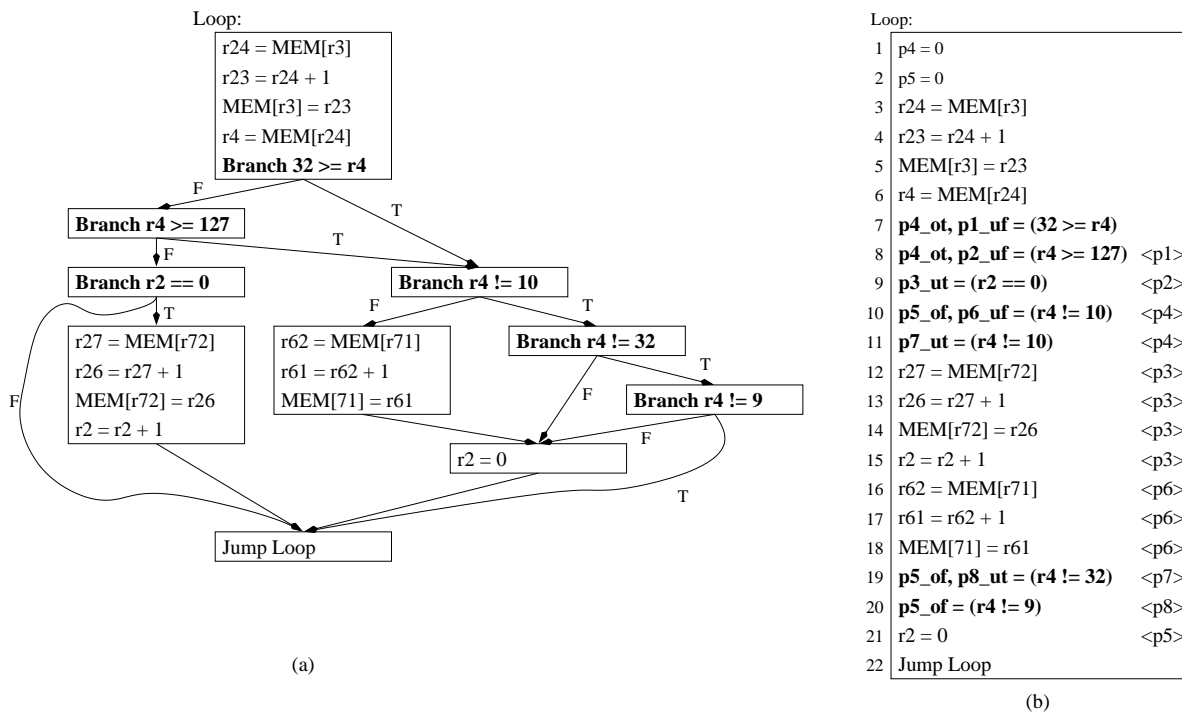 Loop:
r24 = MEM[r3]
r23 = r24 + 1
MEM[r3] = r23
r4 = MEM[r24]
Branch 32 >= r4
F
T
Branch r4 >= 127
T
F
Branch r2 == 0
Branch r4 != 10
F
T
T
r27 = MEM[r72]
r26 = r27 + 1
MEM[r72] = r26
r2 = r2 + 1
r62 = MEM[r71]
r61 = r62 + 1
MEM[71] = r61
Branch r4 != 32
T
F
F
Branch r4 != 9
F
r2 = 0
T
Jump Loop
(a)
Loop:
1 p4 = 0
2 p5 = 0
3 r24 = MEM[r3]
4 r23 = r24 + 1
5 MEM[r3] = r23
6 r4 = MEM[r24]
7 p4_ot, p1_uf = (32 >= r4)
8 p4_ot, p2_uf = (r4 >= 127) <p1>
9 p3_ut = (r2 == 0) <p2>
10 p5_of, p6_uf = (r4 != 10) <p4>
11 p7_ut = (r4 != 10) <p4>
12 r27 = MEM[r72] <p3>
13 r26 = r27 + 1 <p3>
14 MEM[r72] = r26 <p3>
15 r2 = r2 + 1 <p3>
16 r62 = MEM[r71] <p6>
17 r61 = r62 + 1 <p6>
18 MEM[71] = r61 <p6>
19 p5_of, p8_ut = (r4 != 32) <p7>
20 p5_of = (r4 != 9) <p8>
21 r2 = 0 <p5>
22 Jump Loop
(b)